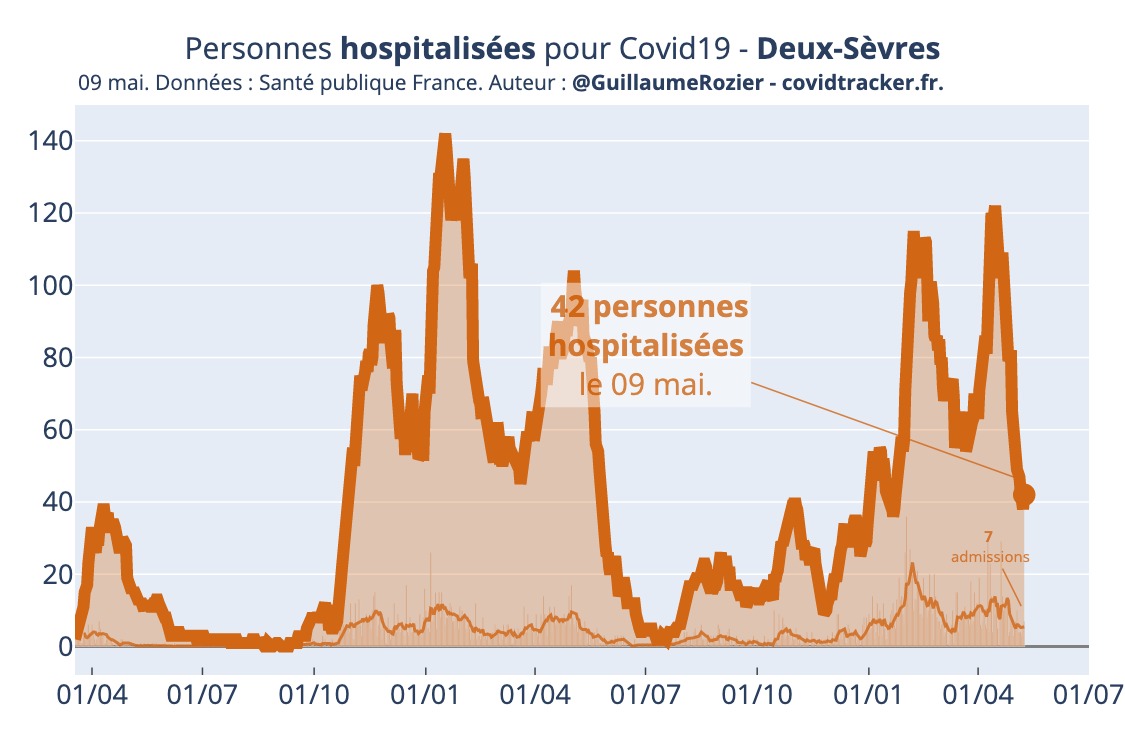 Personnes hospitalisées pour Covid19 - Deux-Sèvres
09 mai. Données : Santé publique France. Auteur : @GuillaumeRozier - covidtracker.fr.
140
120
100
80
60
40
20
0
42 personnes
hospitalisées
le 09 mai.
7
admissions
01/04 01/07 01/10 01/01 01/04 01/07 01/10 01/01 01/04 01/07